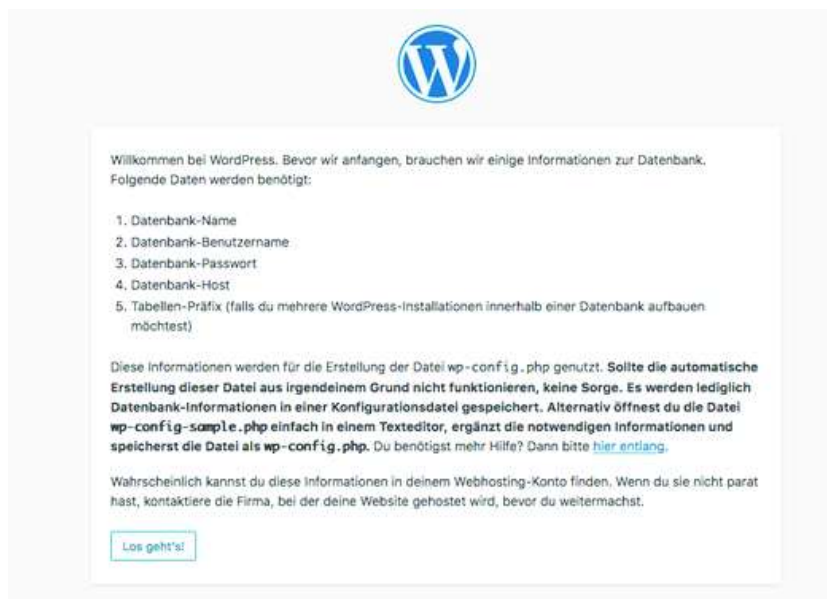 Willkommen bei WordPress. Bevor wir anfangen, brauchen wir einige Informationen zur Datenbank.
Folgende Daten werden benötigt:
1. Datenbank-Name
2. Datenbank-Benutzername
3. Datenbank-Passwort
4. Datenbank-Host
5. Tabellen-Präfix (falls du mehrere WordPress-Installationen innerhalb einer Datenbank aufbauen
möchtest)
Diese Informationen werden für die Erstellung der Datei wp-config.php genutzt. Sollte die automatische
Erstellung dieser Datei aus irgendeinem Grund nicht funktionieren, keine Sorge. Es werden lediglich
Datenbank-Informationen in einer Konfigurationsdatei gespeichert. Alternativ öffnest du die Datei
wp-config-sample.php einfach in einem Texteditor, ergänzt die notwendigen Informationen und
speicherst die Datei als wp-config.php. Du benötigst mehr Hilfe? Dann bitte hier entlang.
Wahrscheinlich kannst du diese Informationen in deinem Webhosting-Konto finden. Wenn du sie nicht parat
hast, kontaktiere die Firma, bei der deine Website gehostet wird, bevor du weitermachst.
Los geht's!